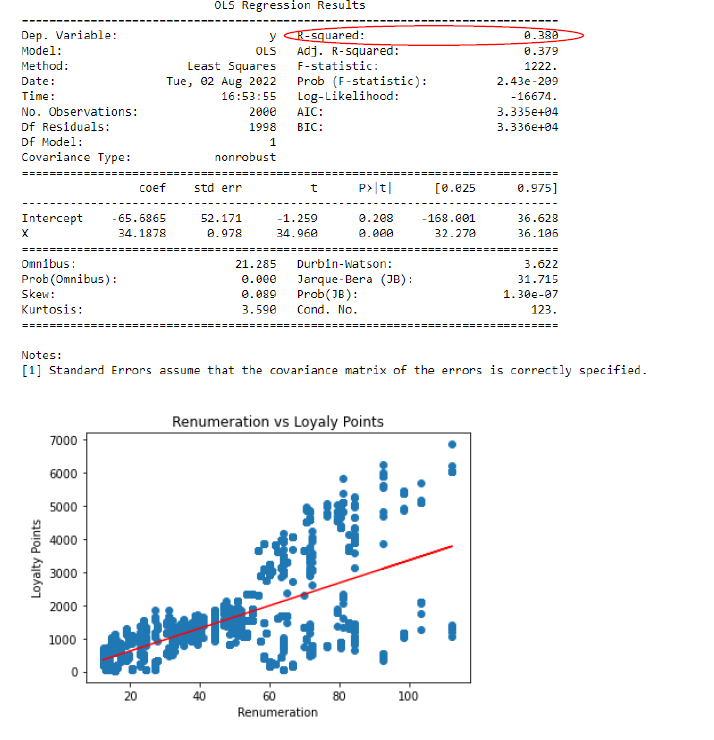 OLS Regression Results
Dep. Variable: y R-squared: 0.380
Model: OLS Adj. R-squared: 0.379
Method: Least Squares F-statistic: 1222.
Date: Tue, 02 Aug 2022 Prob (F-statistic): 2.43e-209
Time: 16:53:55 Log-Likelihood: -16674.
No. Observations: 2000 AIC: 3.335e+04
Df Residuals: 1998 BIC: 3.336e+04
Df Model: 1
Covariance Type: nonrobust
coef std err t P>|t| [0.025 0.975]
Intercept -65.6865 52.171 -1.259 0.208 -168.001 36.628
X 34.1878 0.978 34.960 0.000 32.270 36.106
Omnibus: 21.285 Durbin-Watson: 3.622
Prob(Omnibus): 0.000 Jarque-Bera (JB): 31.715
Skew: 0.089 Prob(JB): 1.30e-07
Kurtosis: 3.590 Cond. No. 123.
Notes:
[1] Standard Errors assume that the covariance matrix of the errors is correctly specified.
Renumeration vs Loyaly Points
7000
6000
5000
4000
3000
2000
1000
0
Loyalty Points
20 40 60 80 100
Renumeration